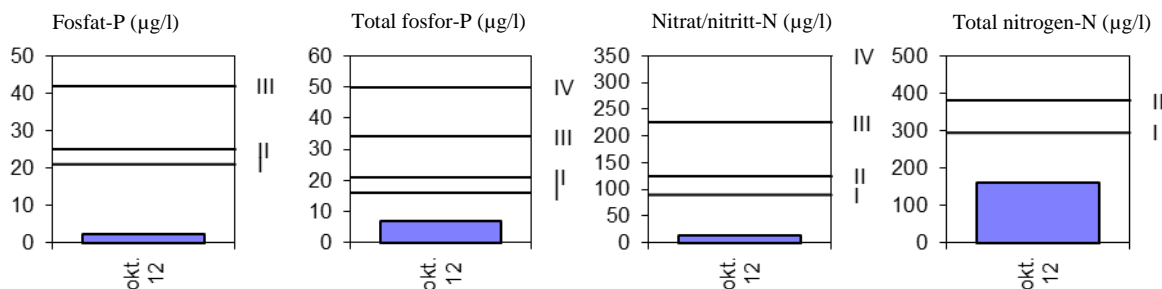 Fosfat-P (µg/l)
50
40
30
20
10
0
III
II
I
okt. 12
Total fosfor-P (µg/l)
60
50
40
30
20
10
0
IV
III
II
I
okt. 12
Nitrat/nitritt-N (µg/l)
350
300
250
200
150
100
50
0
IV
III
II
I
okt. 12
Total nitrogen-N (µg/l)
500
400
300
200
100
0
II
I
okt. 12